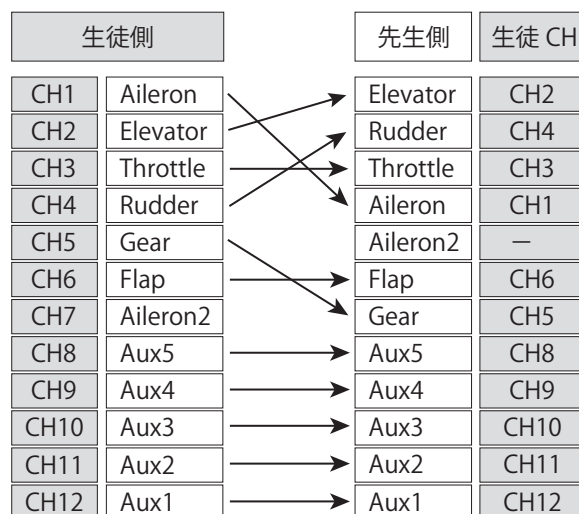 生徒側 先生側 生徒 CH
CH1 Aileron Elevator CH2
CH2 Elevator Rudder CH4
CH3 Throttle Throttle CH3
CH4 Rudder Aileron CH1
CH5 Gear Aileron2 —
CH6 Flap Flap CH6
CH7 Aileron2 Gear CH5
CH8 Aux5 Aux5 CH8
CH9 Aux4 Aux4 CH9
CH10 Aux3 Aux3 CH10
CH11 Aux2 Aux2 CH11
CH12 Aux1 Aux1 CH12